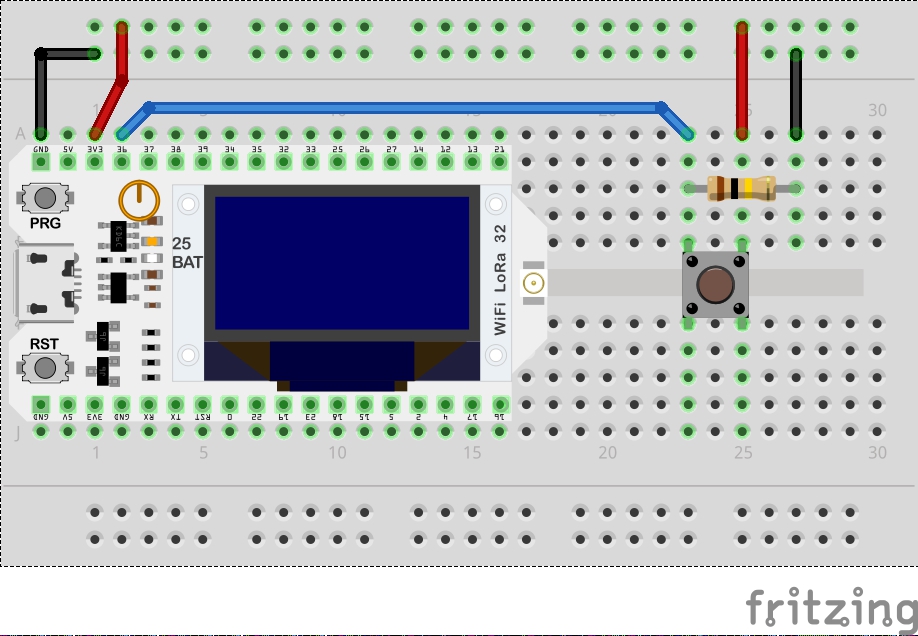 1 5 10 15 20 25 30
A
GND 5V 3V3 36 37 38 39 34 35 32 33 25 26 27 14 12 13 21
PRG
25
BAT
WiFi LoRa 32
RST
GND 5V 3V3 GND RX TX RST 0 22 19 23 18 15 5 2 4 17 16
J
1 5 10 15 20 25 30
fritzing